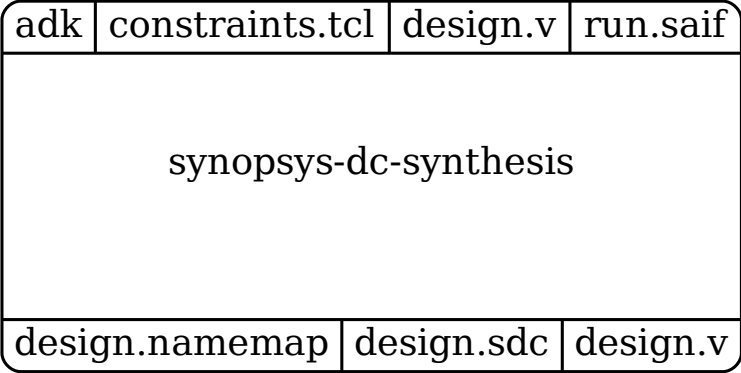 adk constraints.tcl design.v run.saif
synopsys-dc-synthesis
design.namemap design.sdc design.v